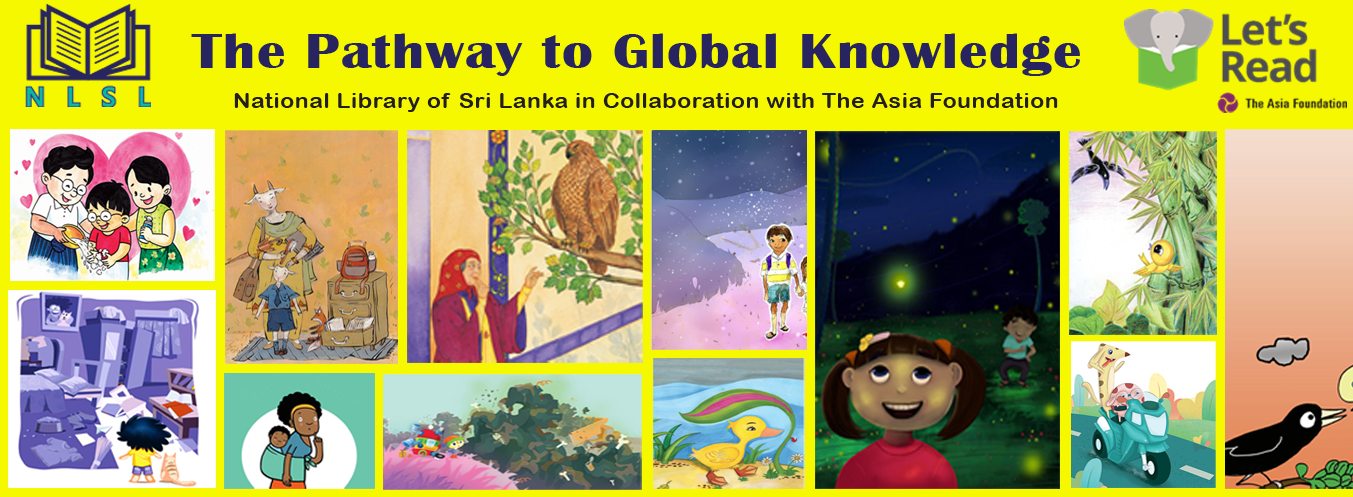 NLSL
The Pathway to Global Knowledge
National Library of Sri Lanka in Collaboration with The Asia Foundation
Let's
Read
The Asia Foundation